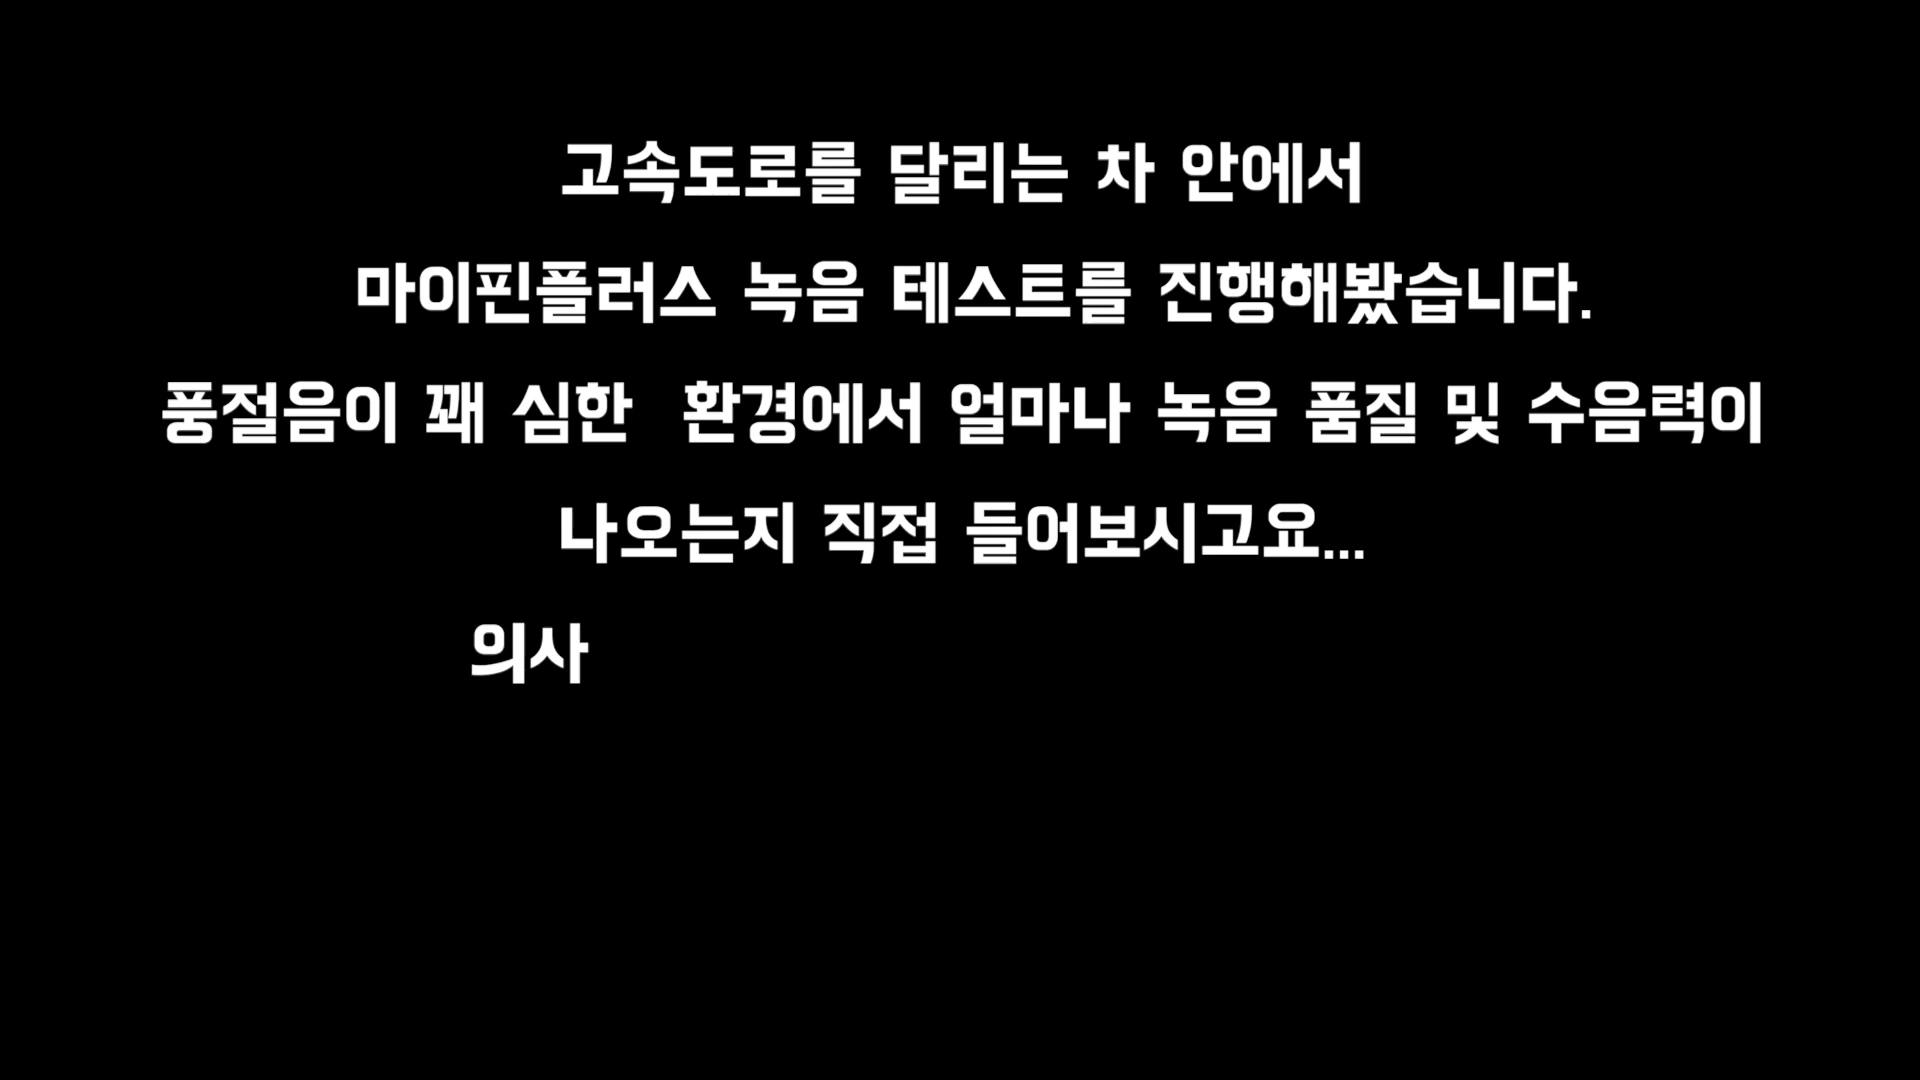 고속도로를 달리는 차 안에서
마이핀플러스 녹음 테스트를 진행해봤습니다.
풍절음이 꽤 심한 환경에서 얼마나 녹음 품질 및 수음력이
나오는지 직접 들어보시고요...
의사